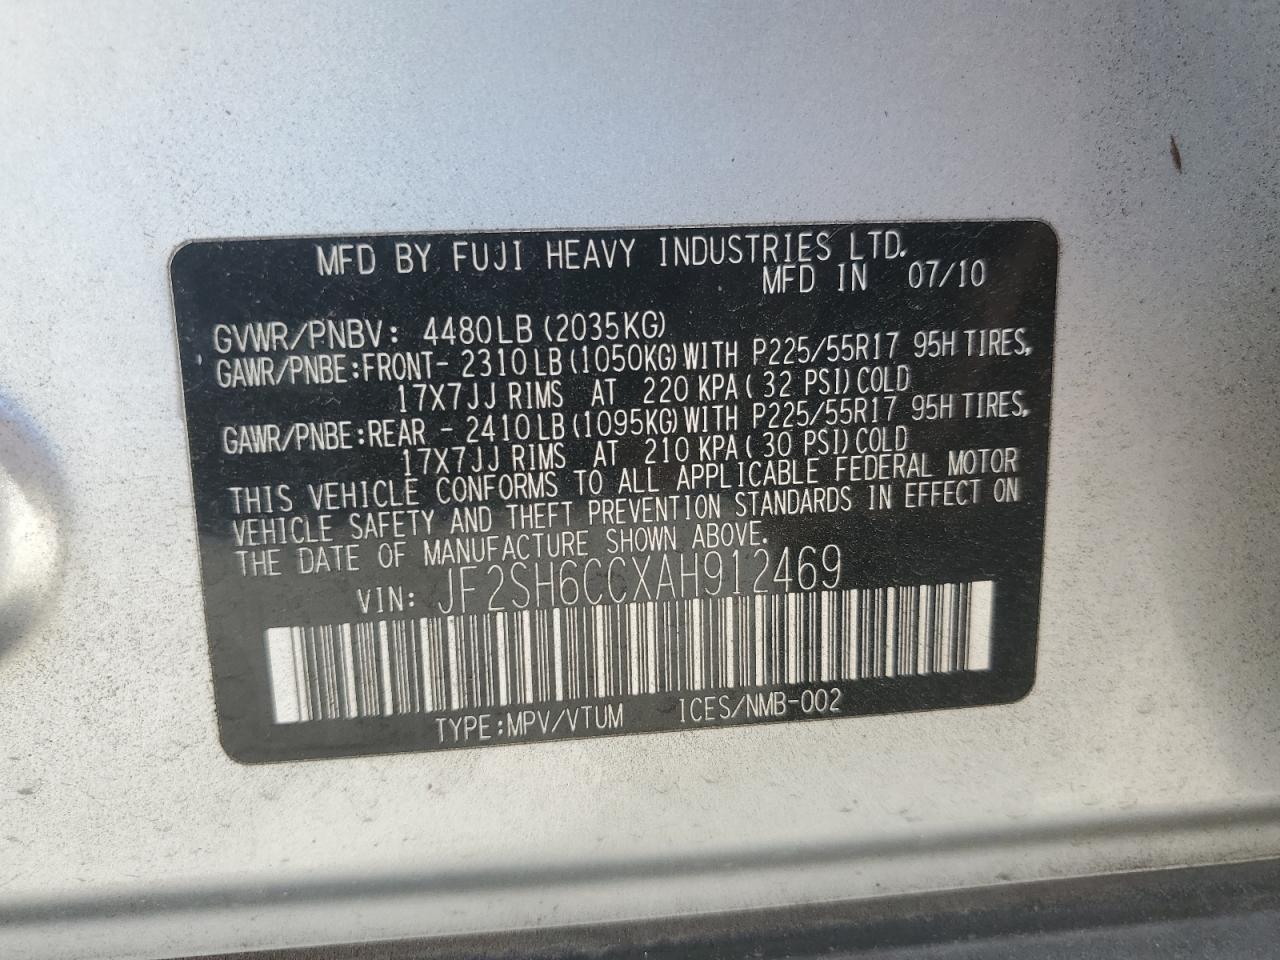 MFD BY FUJI HEAVY INDUSTRIES LTD.
MFD IN 07/10
GVWR/PNBV: 4480LB(2035KG)
GAWR/PNBE:FRONT- 2310LB(1050KG)WITH P225/55R17 95H TIRES,
17X7JJ RIMS AT 220 KPA( 32 PSI)COLD
GAWR/PNBE:REAR - 2410LB(1095KG)WITH P225/55R17 95H TIRES,
17X7JJ RIMS AT 210 KPA( 30 PSI)COLD
THIS VEHICLE CONFORMS TO ALL APPLICABLE FEDERAL MOTOR
VEHICLE SAFETY AND THEFT PREVENTION STANDARDS IN EFFECT ON
THE DATE OF MANUFACTURE SHOWN ABOVE.
VIN: JF2SH6CCXAH912469
TYPE:MPV/VTUM ICES/NMB-002